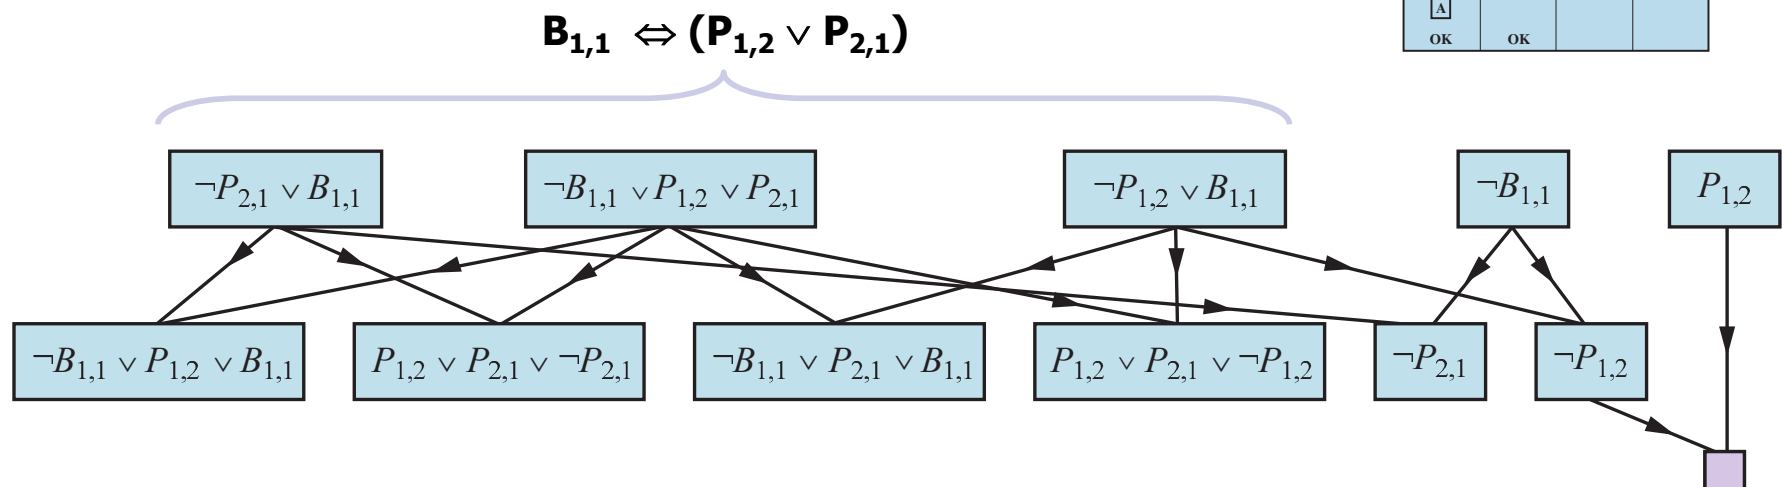 A
OK OK
B1,1 ⇔ (P1,2 ∨ P2,1)
¬P2,1 ∨ B1,1
¬B1,1 ∨ P1,2 ∨ P2,1
¬P1,2 ∨ B1,1
¬B1,1
P1,2
¬B1,1 ∨ P1,2 ∨ B1,1
P1,2 ∨ P2,1 ∨ ¬P2,1
¬B1,1 ∨ P2,1 ∨ B1,1
P1,2 ∨ P2,1 ∨ ¬P1,2
¬P2,1
¬P1,2